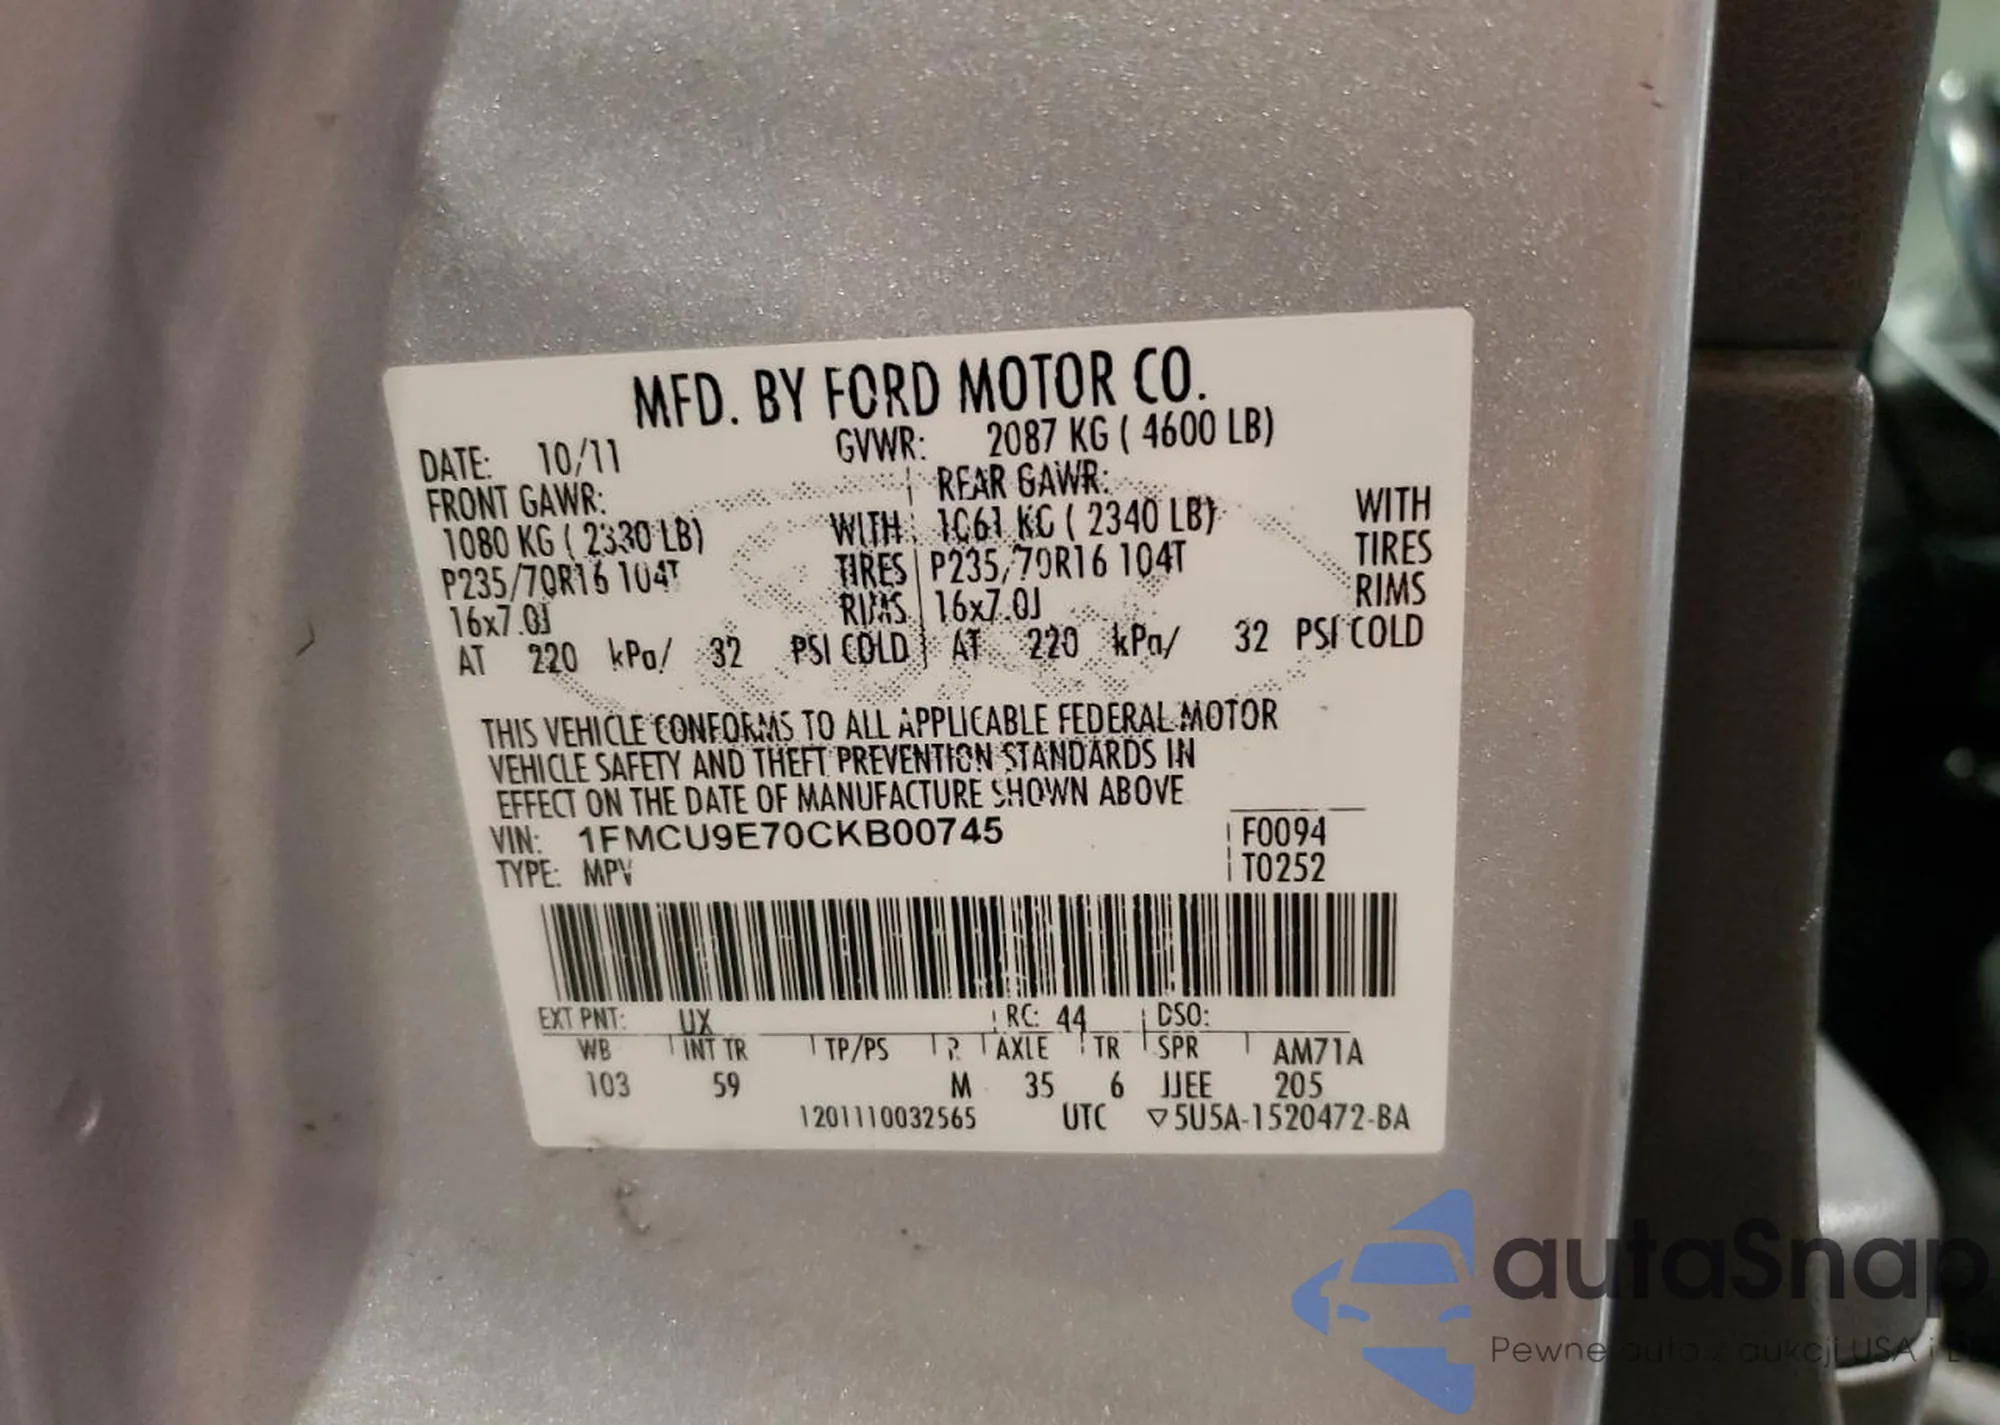 MFD. BY FORD MOTOR CO.
DATE: 10/11 GVWR: 2087 KG ( 4600 LB)
FRONT GAWR: REAR GAWR:
1080 KG ( 2330 LB) WITH 1061 KG ( 2340 LB) WITH
P235/70R16 104T TIRES P235/70R16 104T TIRES
16x7.0J RIMS 16x7.0J RIMS
AT 220 kPa/ 32 PSI COLD AT 220 kPa/ 32 PSI COLD
THIS VEHICLE CONFORMS TO ALL APPLICABLE FEDERAL MOTOR
VEHICLE SAFETY AND THEFT PREVENTION STANDARDS IN
EFFECT ON THE DATE OF MANUFACTURE SHOWN ABOVE
VIN: 1FMCU9E70CKB00745 F0094
TYPE: MPV T0252
EXT PNT: UX RC: 44 DSO:
WB INT TR TP/PS R AXLE TR SPR AM71A
103 59 M 35 6 JJEE 205
1201110032565 UTC ▽5U5A-1520472-BA
autaSnap
Pewne auta z aukcji USA i